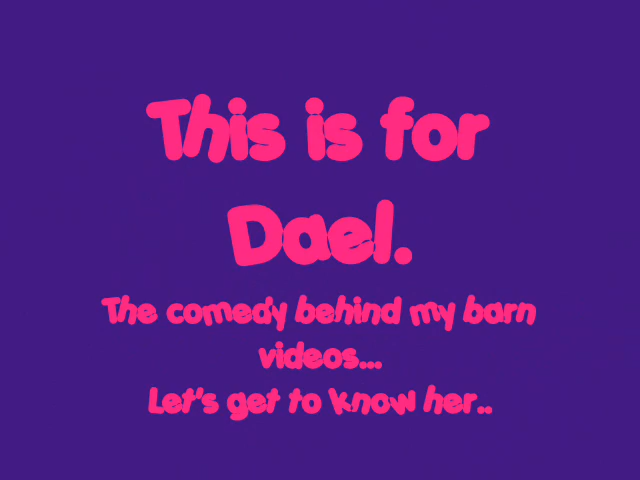 This is for
Dael.
The comedy behind my barn
videos...
Let's get to know her..